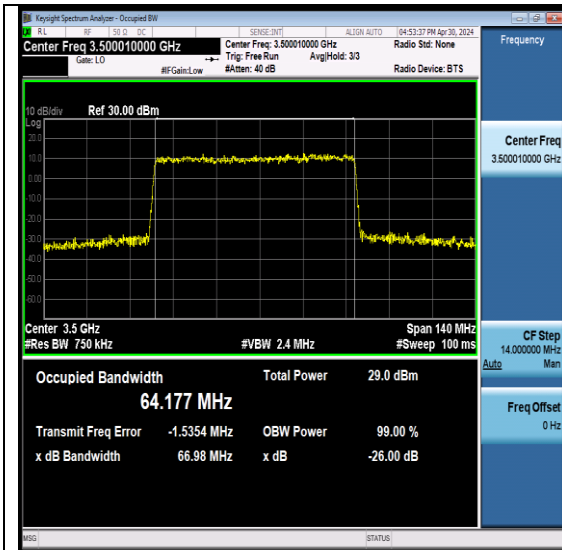 Keysight Spectrum Analyzer - Occupied BW
RL RF 50 Ω DC SENSE:INT ALIGN AUTO 04:53:37 PM Apr 30, 2024
Center Freq 3.500010000 GHz Center Freq: 3.500010000 GHz Radio Std: None Frequency
Gate: LO Trig: Free Run Avg|Hold: 3/3
#IFGain:Low #Atten: 40 dB Radio Device: BTS
10 dB/div Ref 30.00 dBm
Log
20.0
10.0
0.00
-10.0
-20.0
-30.0
-40.0
-50.0
-60.0
Center Freq
3.500010000 GHz
Center 3.5 GHz Span 140 MHz
#Res BW 750 kHz #VBW 2.4 MHz #Sweep 100 ms
CF Step
14.000000 MHz
Auto Man
Occupied Bandwidth Total Power 29.0 dBm
64.177 MHz
Transmit Freq Error -1.5354 MHz OBW Power 99.00 %
x dB Bandwidth 66.98 MHz x dB -26.00 dB
Freq Offset
0 Hz
MSG STATUS